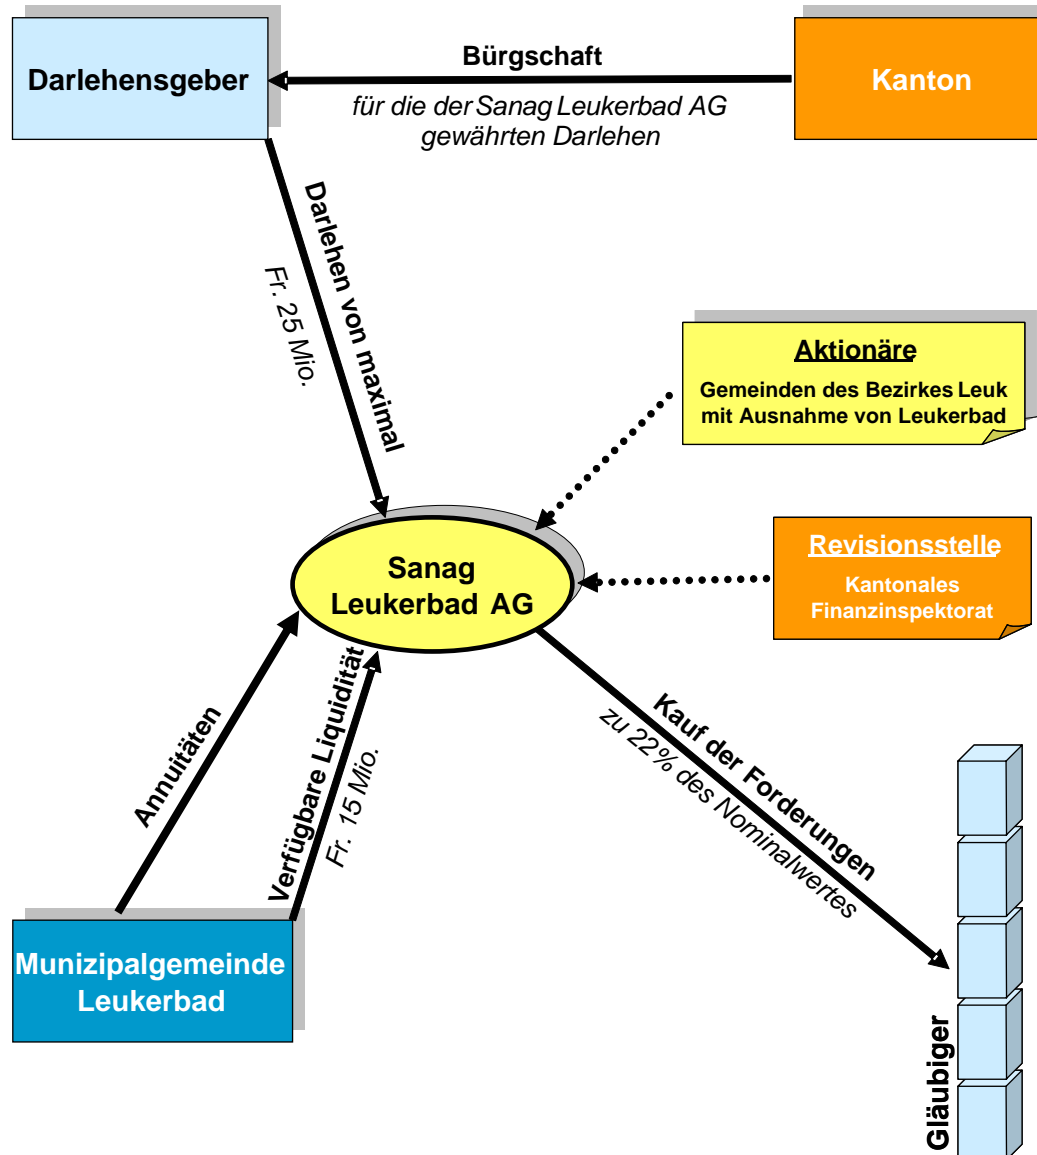 Darlehensgeber
Bürgschaft
für die der Sanag Leukerbad AG
gewährten Darlehen
Kanton
Darlehen von maximal
Fr. 25 Mio.
Aktionäre
Gemeinden des Bezirkes Leuk
mit Ausnahme von Leukerbad
Sanag
Leukerbad AG
Revisionsstelle
Kantonales
Finanzinspektorat
Annuitäten
Verfügbare Liquidität
Fr. 15 Mio.
Kauf der Forderungen
zu 22% des Nominalwertes
Munizipalgemeinde
Leukerbad
Gläubiger